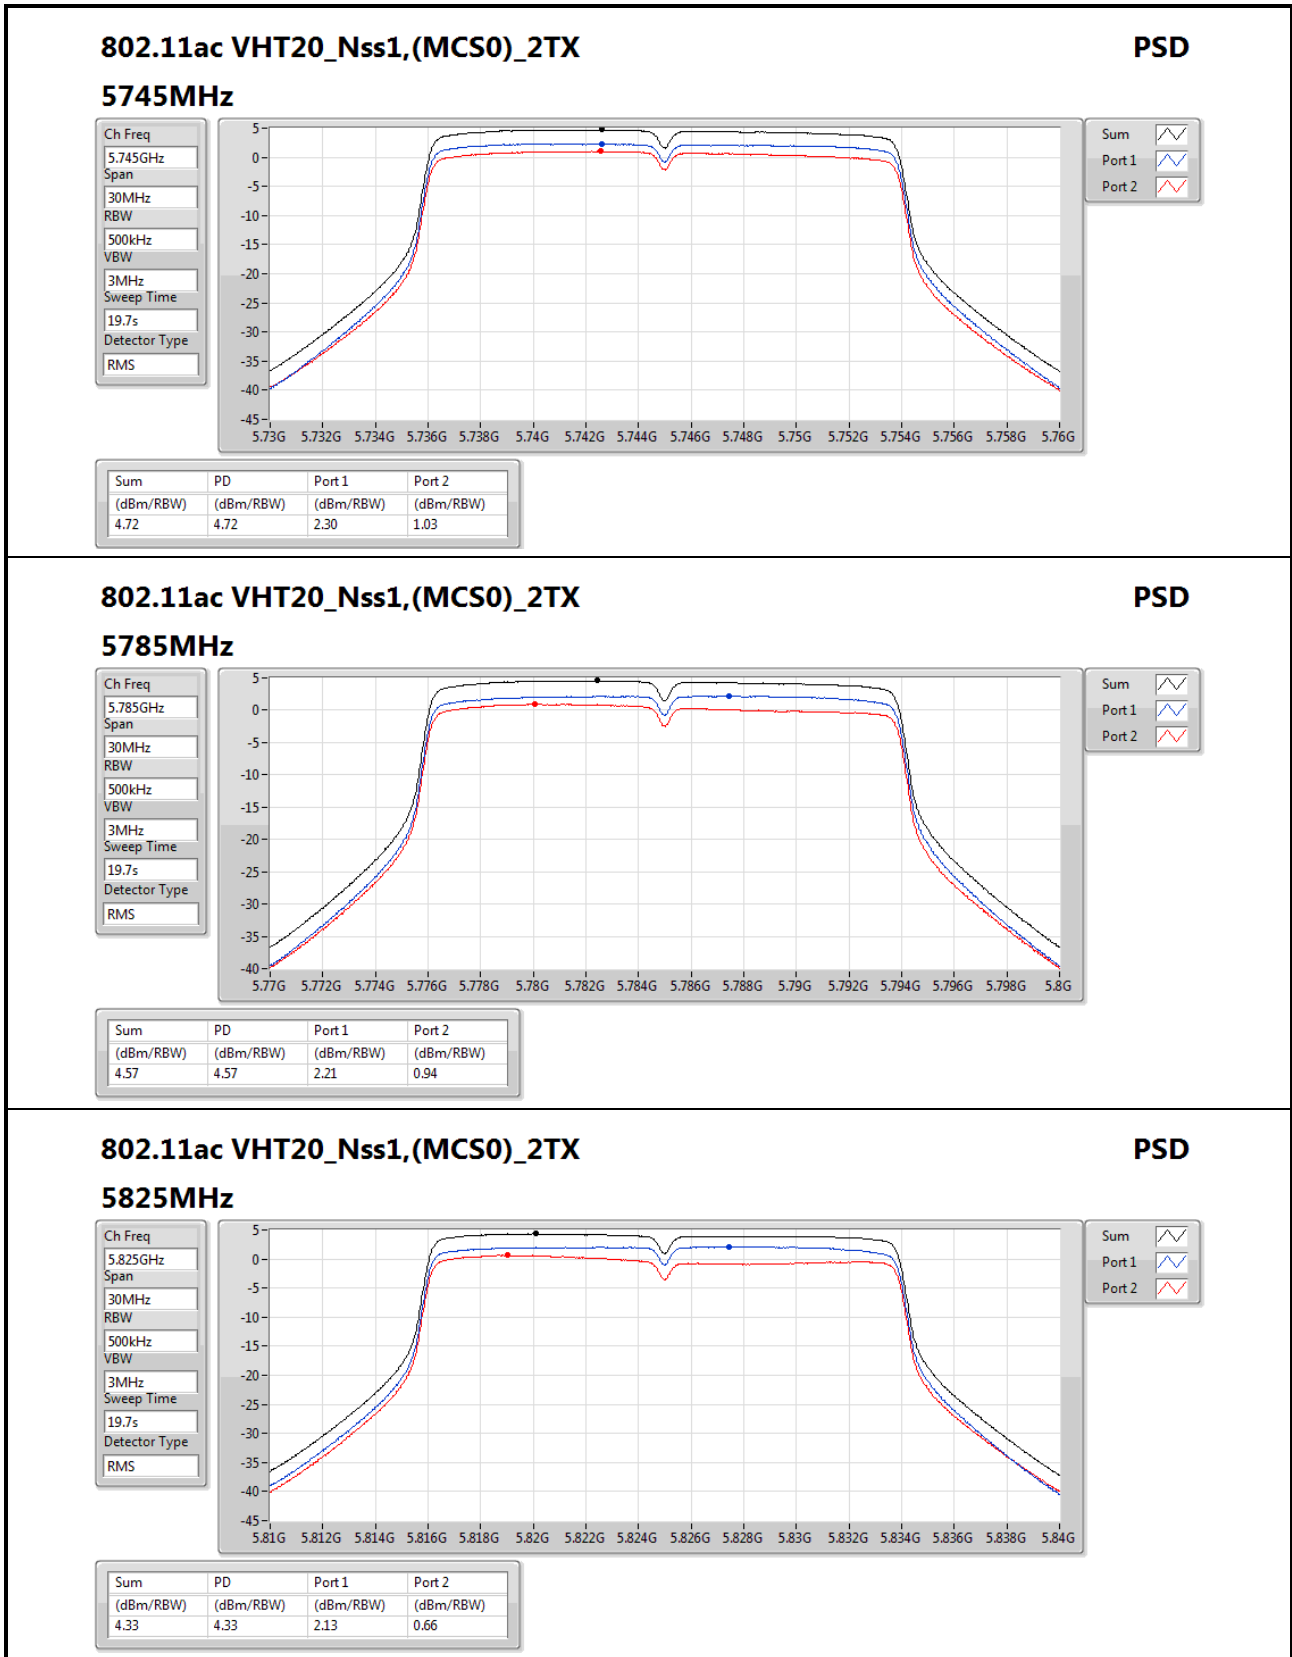 802.11ac VHT20_Nss1,(MCS0)_2TX PSD
5745MHz
Ch Freq
5.745GHz
Span
30MHz
RBW
500kHz
VBW
3MHz
Sweep Time
19.7s
Detector Type
RMS
5
0
-5
-10
-15
-20
-25
-30
-35
-40
-45
5.73G 5.732G 5.734G 5.736G 5.738G 5.74G 5.742G 5.744G 5.746G 5.748G 5.75G 5.752G 5.754G 5.756G 5.758G 5.76G
Sum
Port 1
Port 2
Sum PD Port 1 Port 2
(dBm/RBW) (dBm/RBW) (dBm/RBW) (dBm/RBW)
4.72 4.72 2.30 1.03
802.11ac VHT20_Nss1,(MCS0)_2TX PSD
5785MHz
Ch Freq
5.785GHz
Span
30MHz
RBW
500kHz
VBW
3MHz
Sweep Time
19.7s
Detector Type
RMS
5
0
-5
-10
-15
-20
-25
-30
-35
-40
5.77G 5.772G 5.774G 5.776G 5.778G 5.78G 5.782G 5.784G 5.786G 5.788G 5.79G 5.792G 5.794G 5.796G 5.798G 5.8G
Sum
Port 1
Port 2
Sum PD Port 1 Port 2
(dBm/RBW) (dBm/RBW) (dBm/RBW) (dBm/RBW)
4.57 4.57 2.21 0.94
802.11ac VHT20_Nss1,(MCS0)_2TX PSD
5825MHz
Ch Freq
5.825GHz
Span
30MHz
RBW
500kHz
VBW
3MHz
Sweep Time
19.7s
Detector Type
RMS
5
0
-5
-10
-15
-20
-25
-30
-35
-40
-45
5.81G 5.812G 5.814G 5.816G 5.818G 5.82G 5.822G 5.824G 5.826G 5.828G 5.83G 5.832G 5.834G 5.836G 5.838G 5.84G
Sum
Port 1
Port 2
Sum PD Port 1 Port 2
(dBm/RBW) (dBm/RBW) (dBm/RBW) (dBm/RBW)
4.33 4.33 2.13 0.66